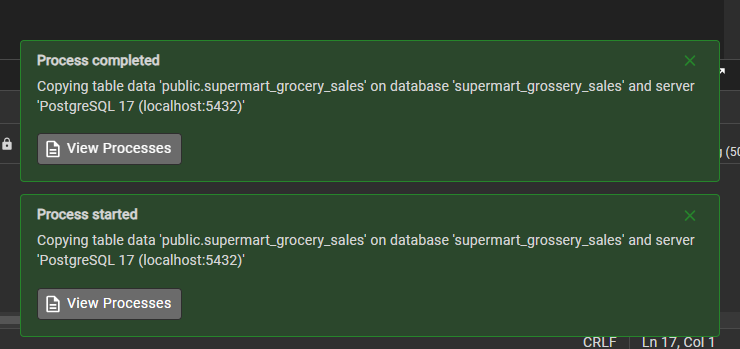 Process completed
Copying table data 'public.supermart_grocery_sales' on database 'supermart_grossery_sales' and server
'PostgreSQL 17 (localhost:5432)'
View Processes
Process started
Copying table data 'public.supermart_grocery_sales' on database 'supermart_grossery_sales' and server
'PostgreSQL 17 (localhost:5432)'
View Processes
CRLF
Ln 17, Col 1